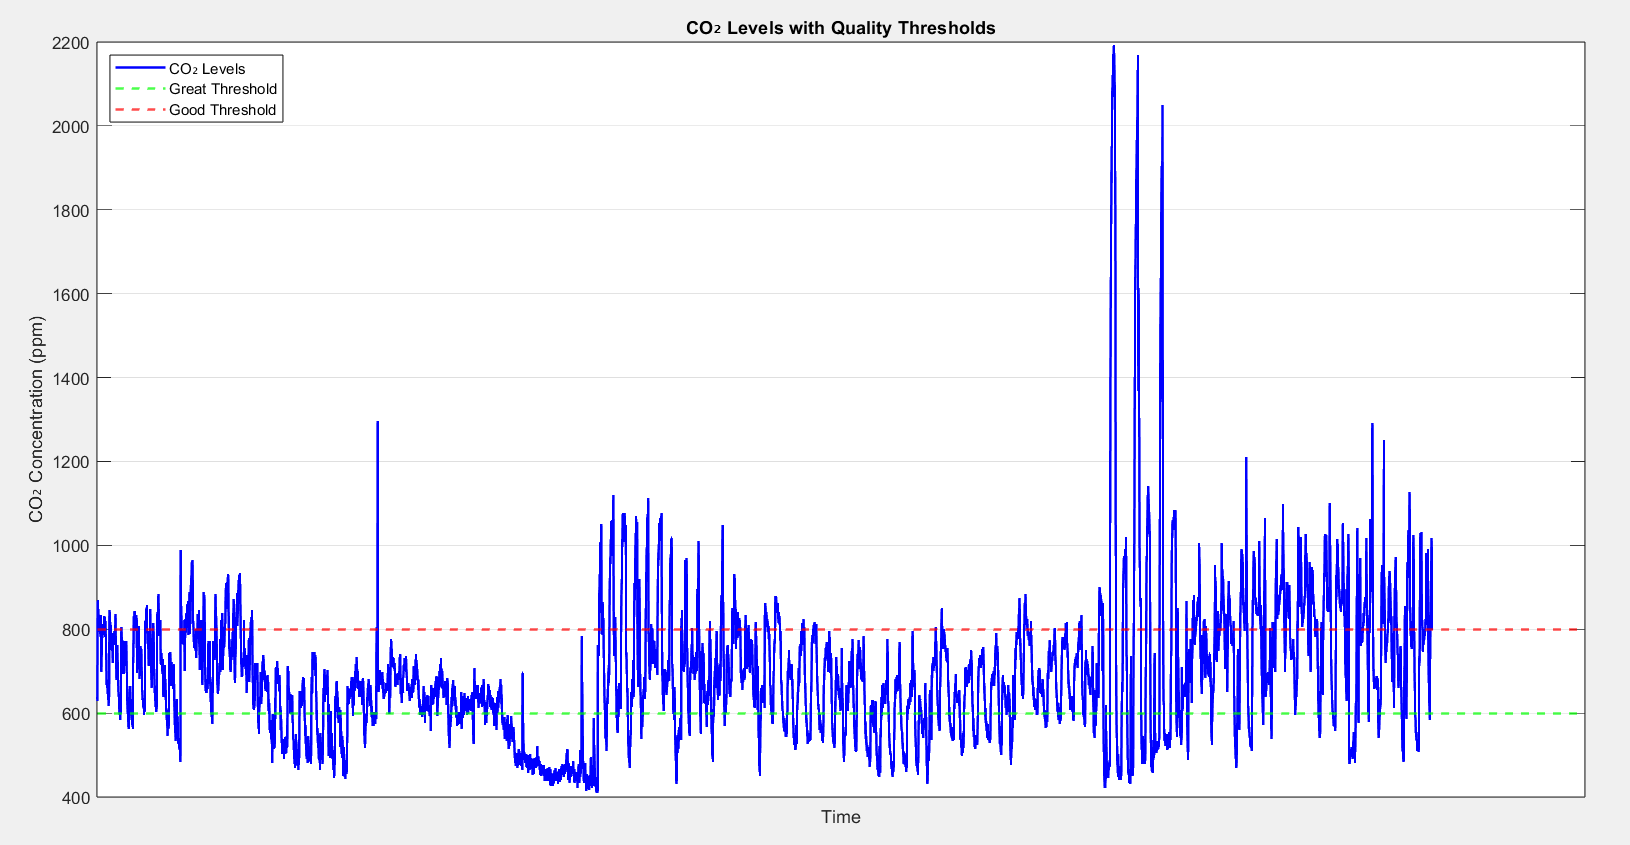 CO₂ Levels with Quality Thresholds
2200
2000
1800
1600
1400
1200
1000
800
600
400
CO₂ Levels
Great Threshold
Good Threshold
CO₂ Concentration (ppm)
Time